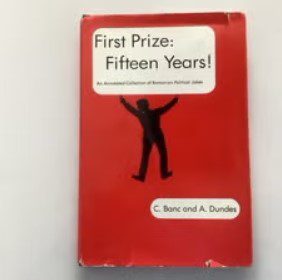 First Prize:
Fifteen Years!
An Annotated Collection of Romanian Political Jokes
C. Banc and A. Dundes